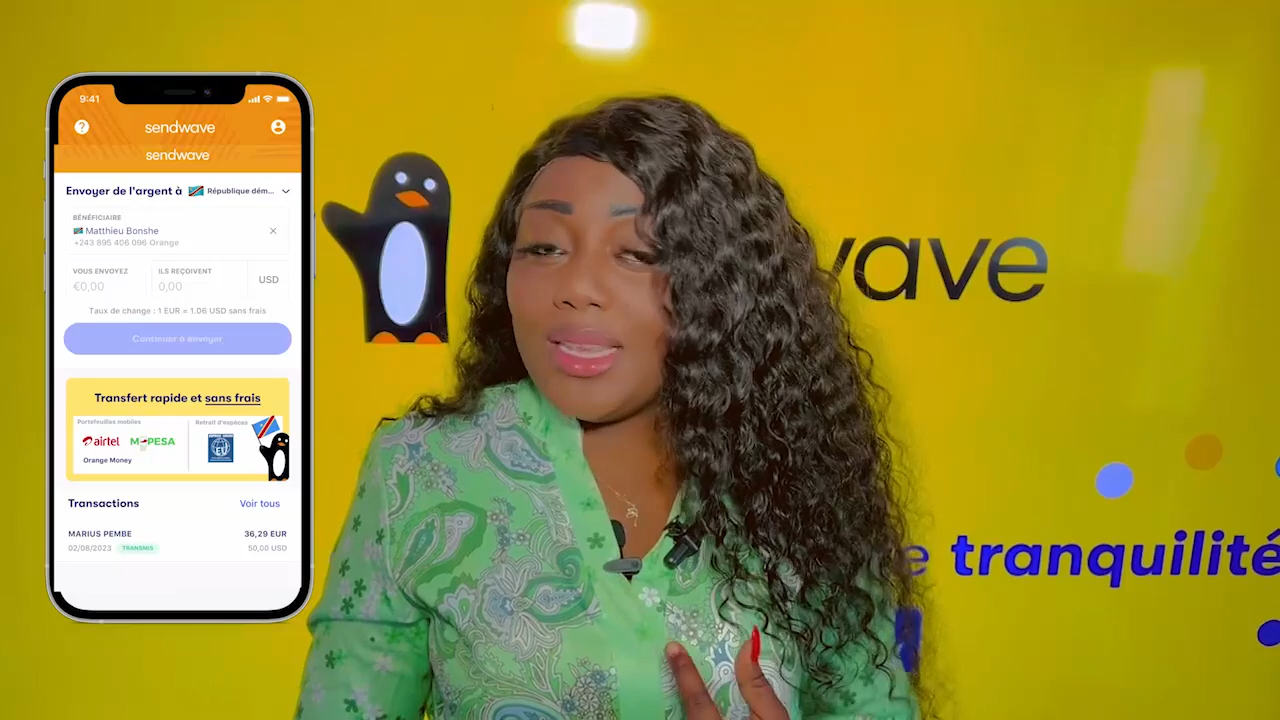 9:41
sendwave
sendwave
Envoyer de l'argent à République dém...
BÉNÉFICIAIRE
Matthieu Bonshe
+243 895 406 096 Orange
VOUS ENVOYEZ
€0,00
ILS REÇOIVENT
0,00
USD
Taux de change : 1 EUR = 1.06 USD sans frais
Continuer à envoyer
Transfert rapide et sans frais
Portefeuilles mobiles
airtel
M-PESA
Orange Money
Retrait d'espèces
Transactions
Voir tous
MARIUS PEMBE
36,29 EUR
02/08/2023
TRANSMIS
50,00 USD
wave
e tranquilité